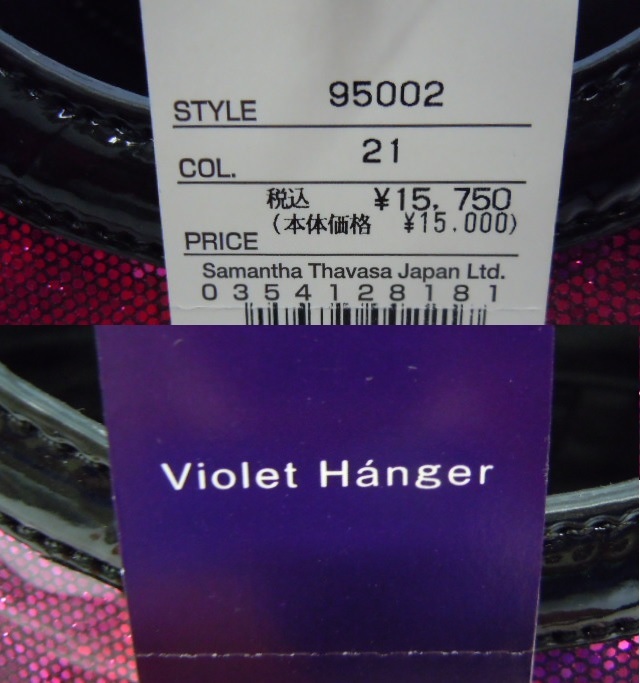 STYLE 95002
COL. 21
税込 ¥15,750
(本体価格 ¥15.000)
PRICE
Samantha Thavasa Japan Ltd.
0354128181
Violet Hánger